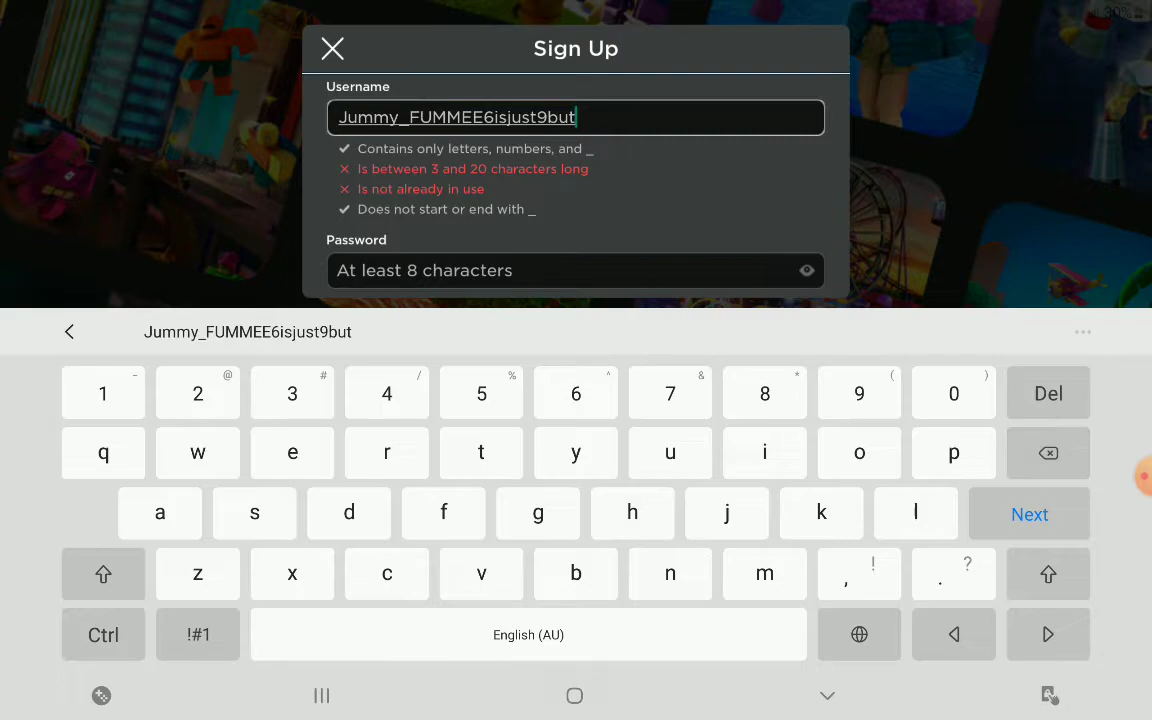 30%
Sign Up
Username
Jummy_FUMMEE6isjust9but
Contains only letters, numbers, and _
Is between 3 and 20 characters long
Is not already in use
Does not start or end with _
Password
At least 8 characters
Jummy_FUMMEE6isjust9but
1 - 2 @ 3 # 4 / 5 % 6 ^ 7 & 8 * 9 ( 0 ) Del
q w e r t y u i o p
a s d f g h j k l Next
z x c v b n m , ! . ?
Ctrl !#1 English (AU)